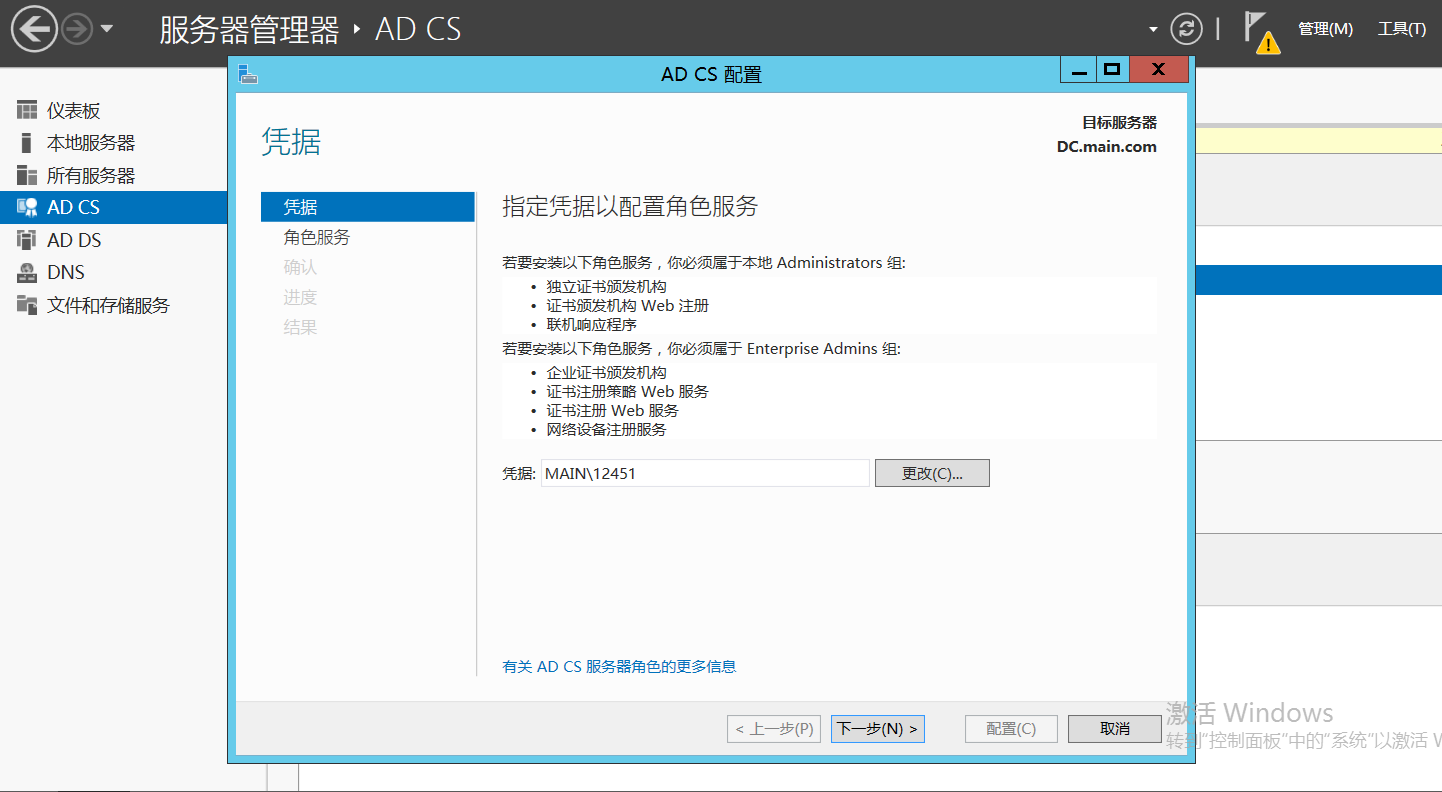 服务器管理器 ‣ AD CS
管理(M) 工具(T)
仪表板
本地服务器
所有服务器
AD CS
AD DS
DNS
文件和存储服务
AD CS 配置
凭据
目标服务器
DC.main.com
凭据
角色服务
确认
进度
结果
指定凭据以配置角色服务
若要安装以下角色服务，你必须属于本地 Administrators 组:
• 独立证书颁发机构
• 证书颁发机构 Web 注册
• 联机响应程序
若要安装以下角色服务，你必须属于 Enterprise Admins 组:
• 企业证书颁发机构
• 证书注册策略 Web 服务
• 证书注册 Web 服务
• 网络设备注册服务
凭据: MAIN\12451 更改(C)...
有关 AD CS 服务器角色的更多信息
< 上一步(P) 下一步(N) > 配置(C) 取消
激活 Windows
转到"控制面板"中的"系统"以激活 W